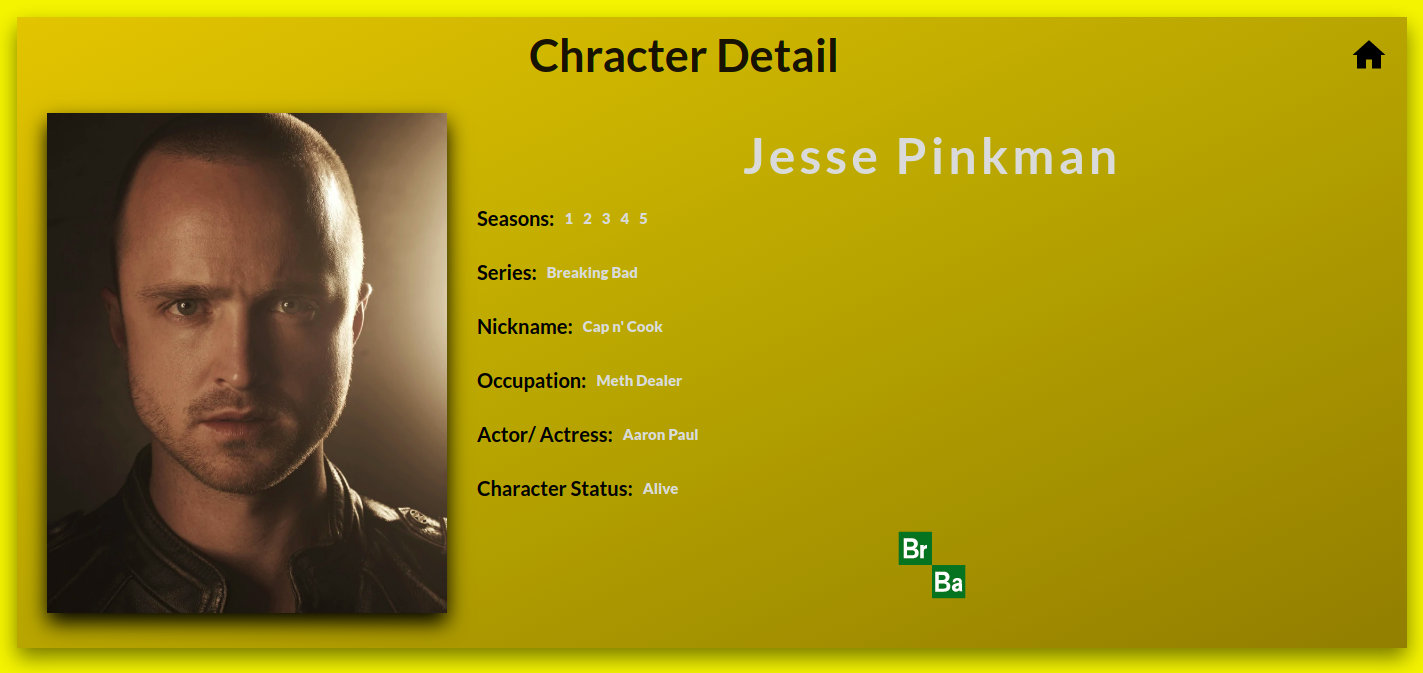 Chracter Detail
Jesse Pinkman
Seasons: 1 2 3 4 5
Series: Breaking Bad
Nickname: Cap n' Cook
Occupation: Meth Dealer
Actor/ Actress: Aaron Paul
Character Status: Alive
Br
Ba